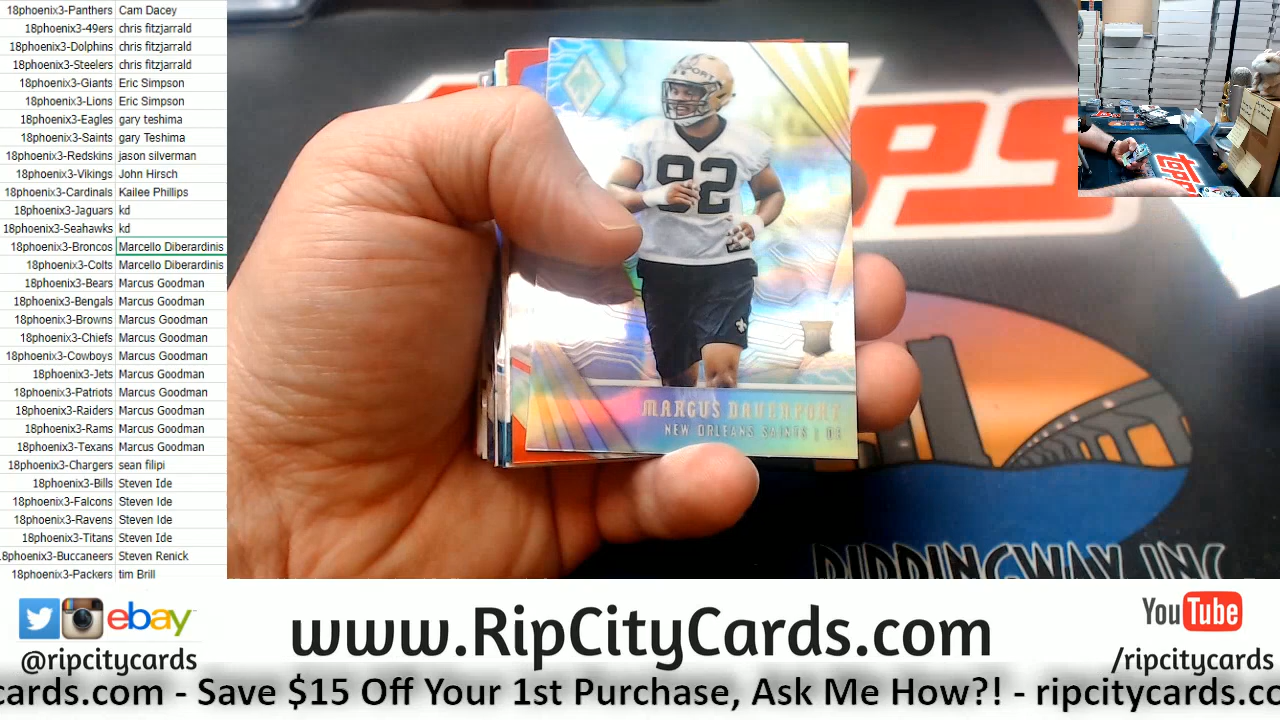 18phoenix3-Panthers Cam Dacey
18phoenix3-49ers chris fitzjarrald
18phoenix3-Dolphins chris fitzjarrald
18phoenix3-Steelers chris fitzjarrald
18phoenix3-Giants Eric Simpson
18phoenix3-Lions Eric Simpson
18phoenix3-Eagles gary teshima
18phoenix3-Saints gary Teshima
18phoenix3-Redskins jason silverman
18phoenix3-Vikings John Hirsch
18phoenix3-Cardinals Kailee Phillips
18phoenix3-Jaguars kd
18phoenix3-Seahawks kd
18phoenix3-Broncos Marcello Diberardinis
18phoenix3-Colts Marcello Diberardinis
18phoenix3-Bears Marcus Goodman
18phoenix3-Bengals Marcus Goodman
18phoenix3-Browns Marcus Goodman
18phoenix3-Chiefs Marcus Goodman
18phoenix3-Cowboys Marcus Goodman
18phoenix3-Jets Marcus Goodman
18phoenix3-Patriots Marcus Goodman
18phoenix3-Raiders Marcus Goodman
18phoenix3-Rams Marcus Goodman
18phoenix3-Texans Marcus Goodman
18phoenix3-Chargers sean filipi
18phoenix3-Bills Steven Ide
18phoenix3-Falcons Steven Ide
18phoenix3-Ravens Steven Ide
18phoenix3-Titans Steven Ide
18phoenix3-Buccaneers Steven Renick
18phoenix3-Packers tim Brill
92
MARCUS DAVENPORT
NEW ORLEANS SAINTS | DE
RIPPINGWAY, INC
ebay
@ripcitycards
www.RipCityCards.com
YouTube
/ripcitycards
cards.com - Save $15 Off Your 1st Purchase, Ask Me How?! - ripcitycards.co